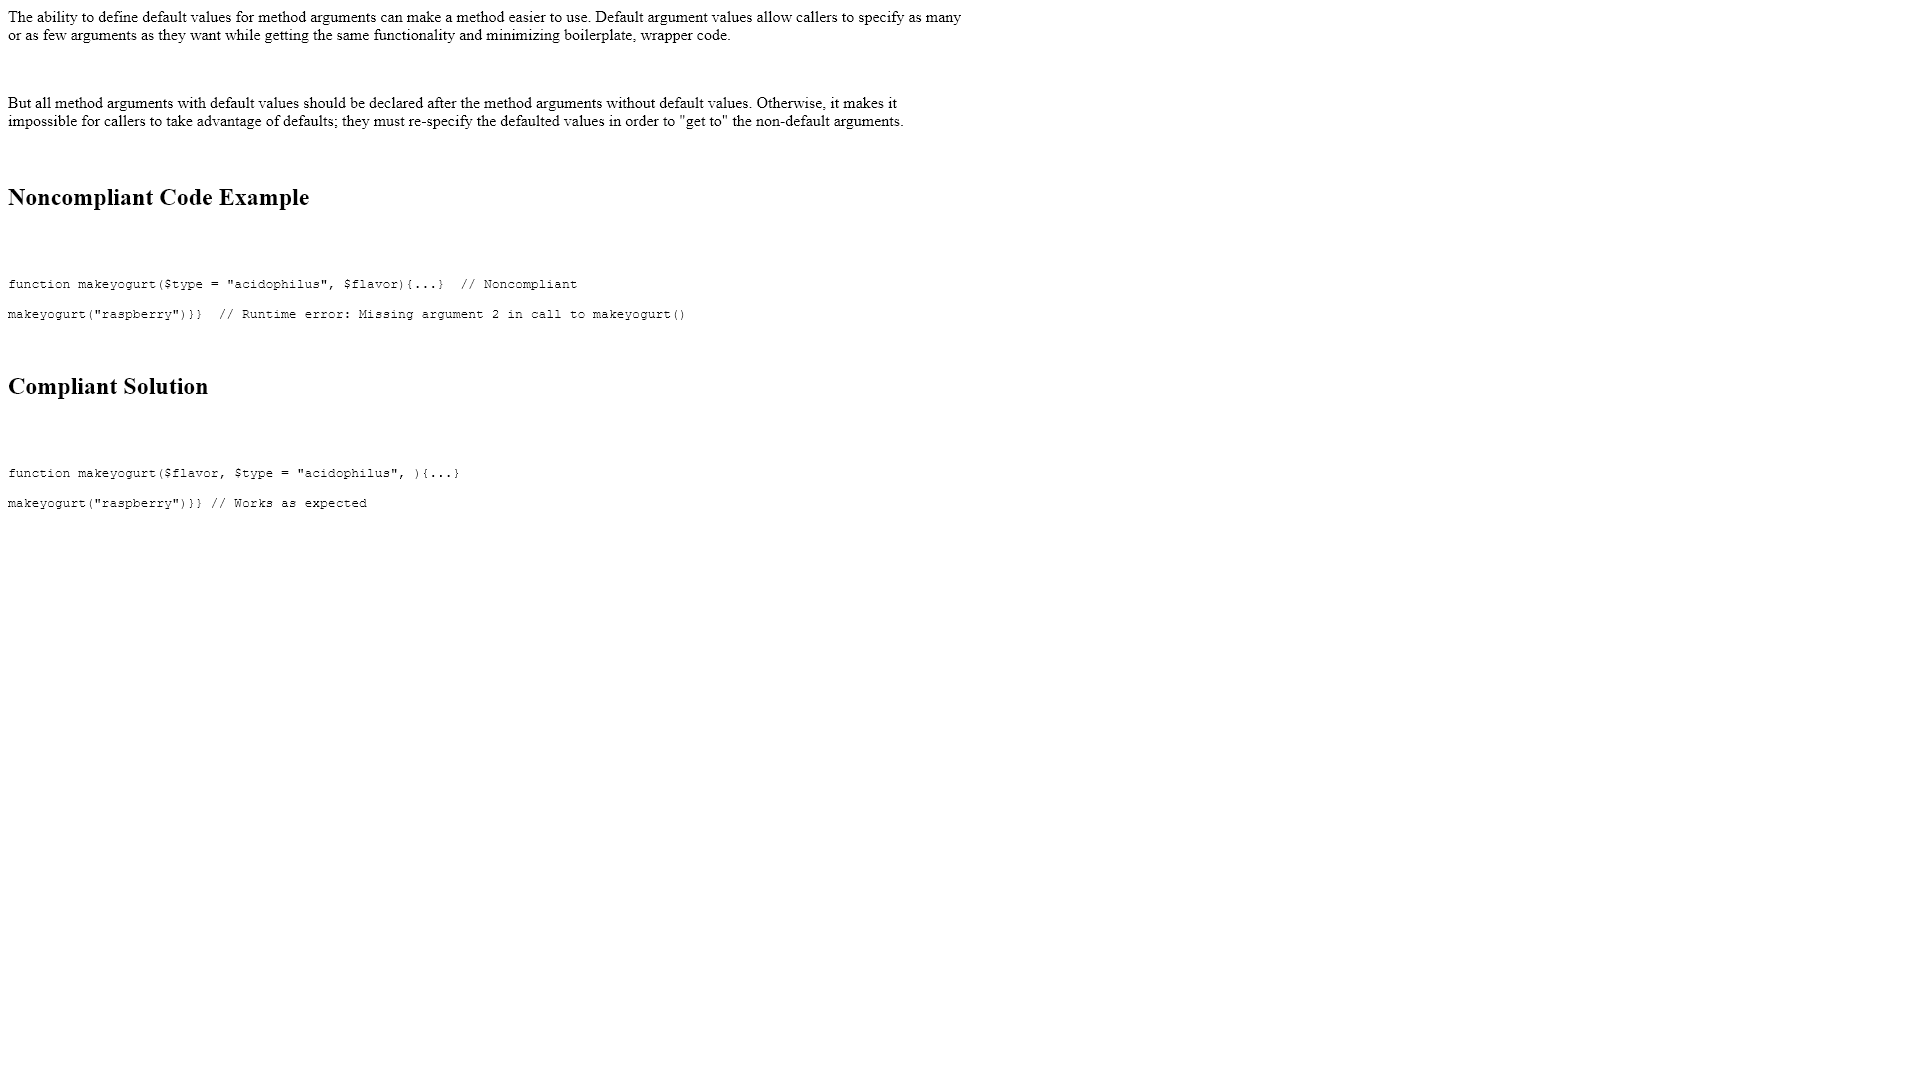 The ability to define default values for method arguments can make a method easier to use. Default argument values allow callers to specify as many
or as few arguments as they want while getting the same functionality and minimizing boilerplate, wrapper code.
But all method arguments with default values should be declared after the method arguments without default values. Otherwise, it makes it
impossible for callers to take advantage of defaults; they must re-specify the defaulted values in order to "get to" the non-default arguments.
Noncompliant Code Example
function makeyogurt($type = "acidophilus", $flavor){...}  // Noncompliant
makeyogurt("raspberry")}}  // Runtime error: Missing argument 2 in call to makeyogurt()
Compliant Solution
function makeyogurt($flavor, $type = "acidophilus", ){...}
makeyogurt("raspberry")}} // Works as expected